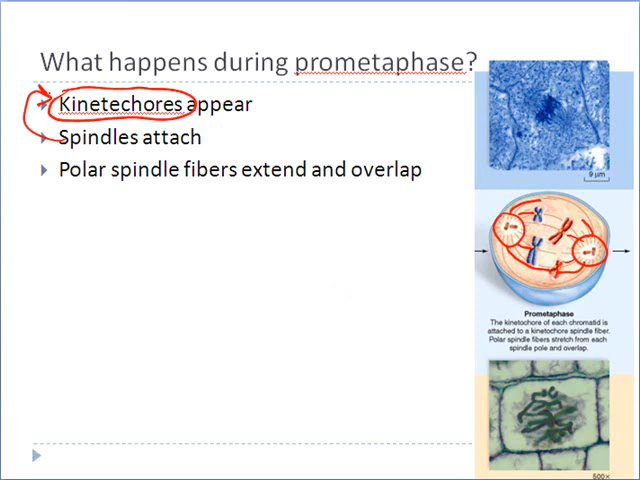 What happens during prometaphase?
Kinetechores appear
Spindles attach
Polar spindle fibers extend and overlap
9 µm
Prometaphase
The kinetochore of each chromatid is
attached to a kinetochore spindle fiber.
Polar spindle fibers stretch from each
spindle pole and overlap.
500×